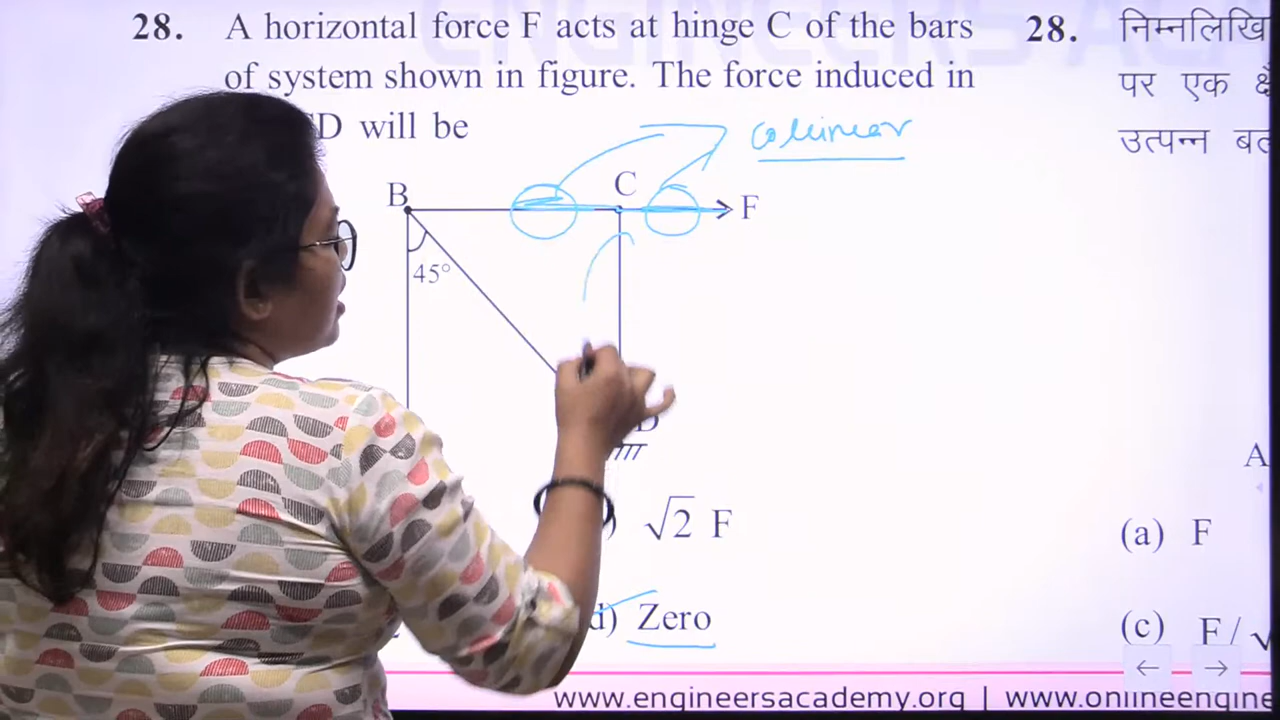 28. A horizontal force F acts at hinge C of the bars
of system shown in figure. The force induced in
D will be
collinear
B
C
F
45°
D
√2 F
d) Zero
28. निम्नलिखि
पर एक
उत्पन्न बल
A
(a) F
(c) F/√
← →
www.engineersacademy.org | www.onlineengine